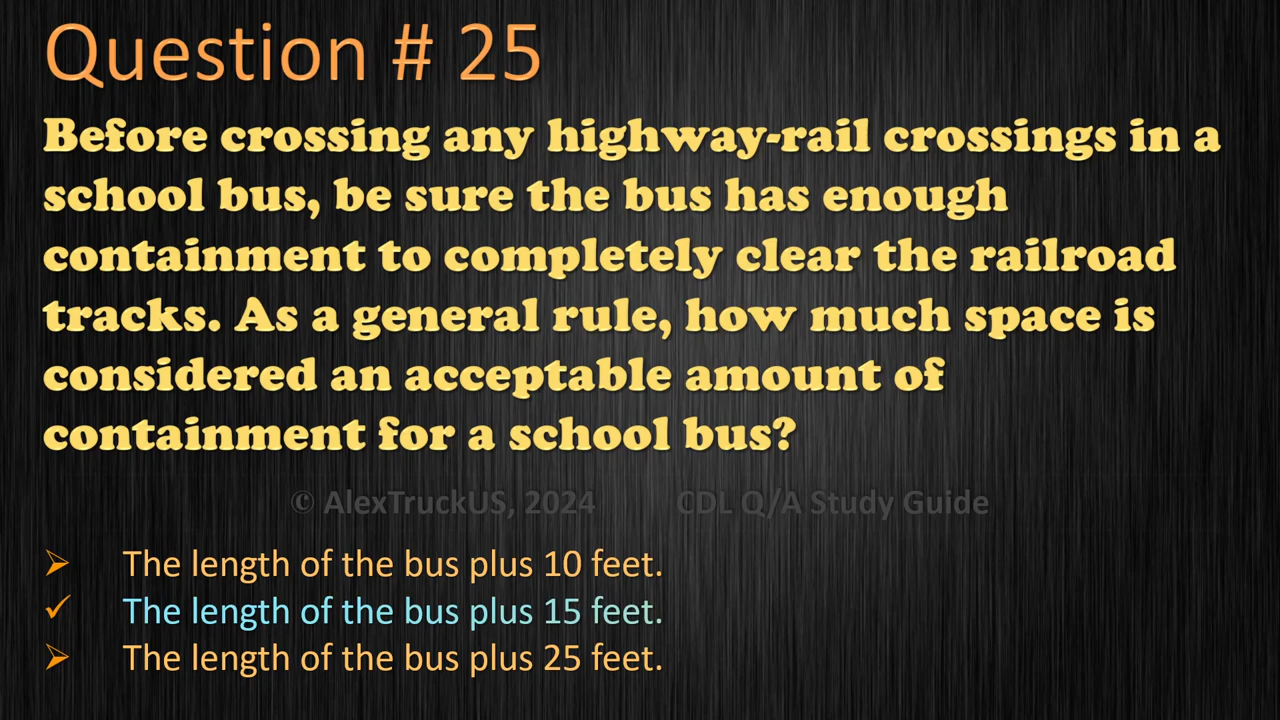 Question # 25
Before crossing any highway-rail crossings in a
school bus, be sure the bus has enough
containment to completely clear the railroad
tracks. As a general rule, how much space is
considered an acceptable amount of
containment for a school bus?
© AlexTruckUS, 2024 CDL Q/A Study Guide
➢ The length of the bus plus 10 feet.
✓ The length of the bus plus 15 feet.
➢ The length of the bus plus 25 feet.